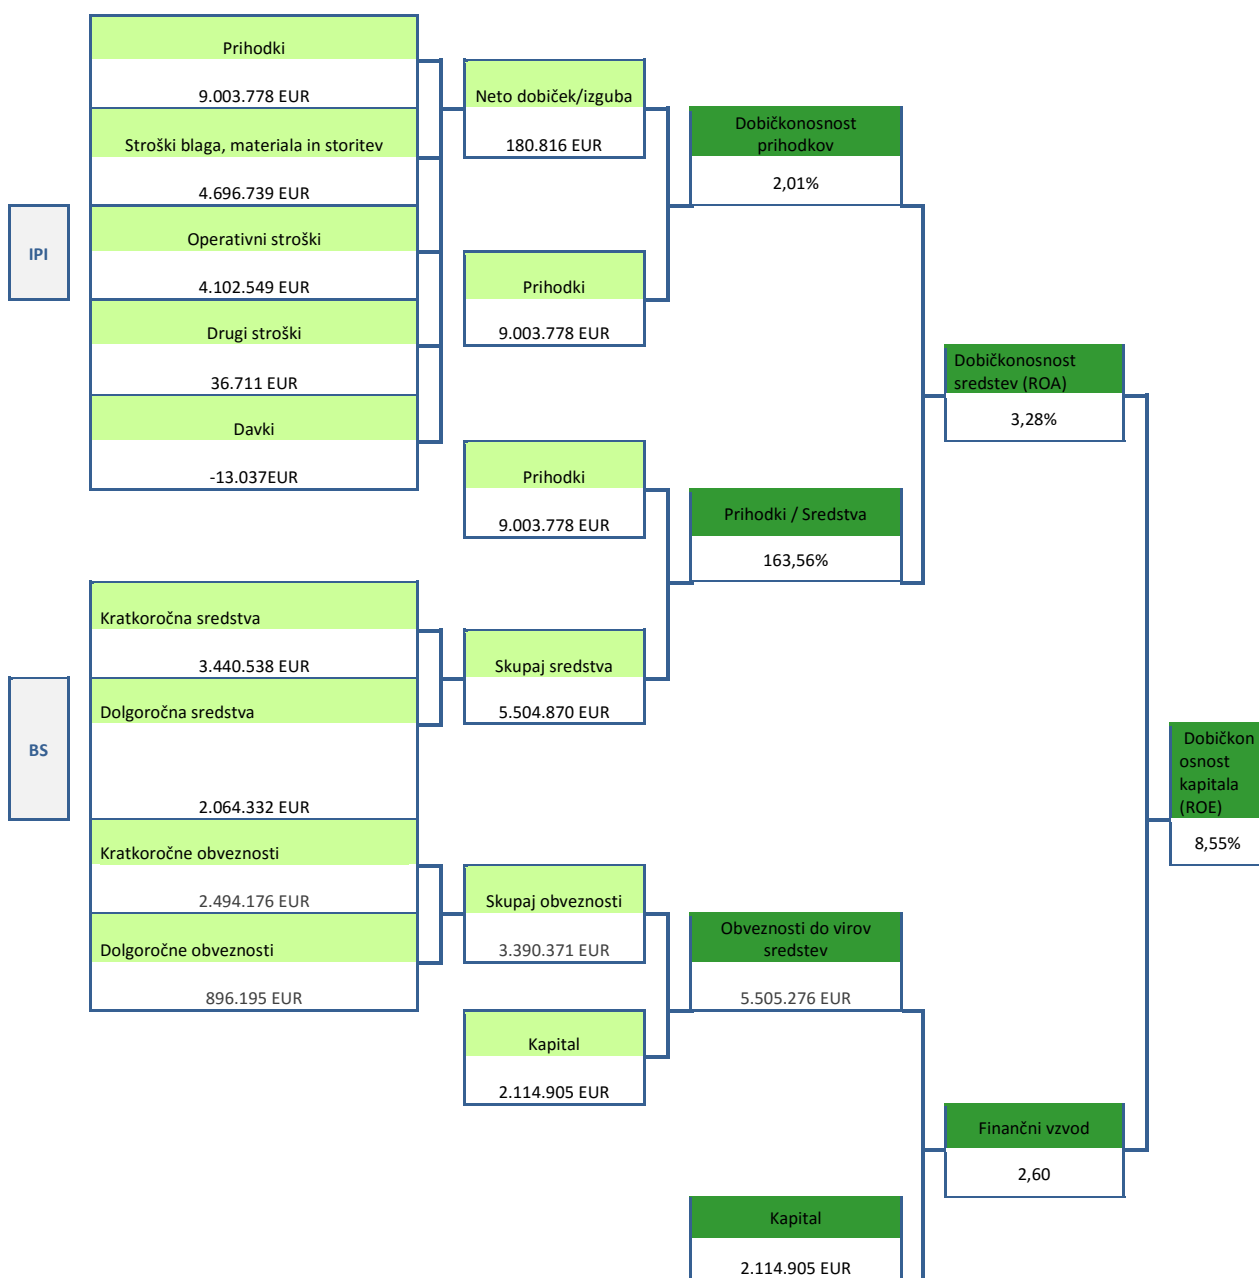 Prihodki
9.003.778 EUR
Stroški blaga, materiala in storitev
4.696.739 EUR
Operativni stroški
4.102.549 EUR
Drugi stroški
36.711 EUR
Davki
-13.037EUR
IPI
Neto dobiček/izguba
180.816 EUR
Prihodki
9.003.778 EUR
Dobičkonosnost
prihodkov
2,01%
Prihodki
9.003.778 EUR
Prihodki / Sredstva
163,56%
Dobičkonosnost
sredstev (ROA)
3,28%
Kratkoročna sredstva
3.440.538 EUR
Dolgoročna sredstva
2.064.332 EUR
Kratkoročne obveznosti
2.494.176 EUR
Dolgoročne obveznosti
896.195 EUR
BS
Skupaj sredstva
5.504.870 EUR
Skupaj obveznosti
3.390.371 EUR
Kapital
2.114.905 EUR
Obveznosti do virov
sredstev
5.505.276 EUR
Kapital
2.114.905 EUR
Finančni vzvod
2,60
Dobičkon
osnost
kapitala
(ROE)
8,55%